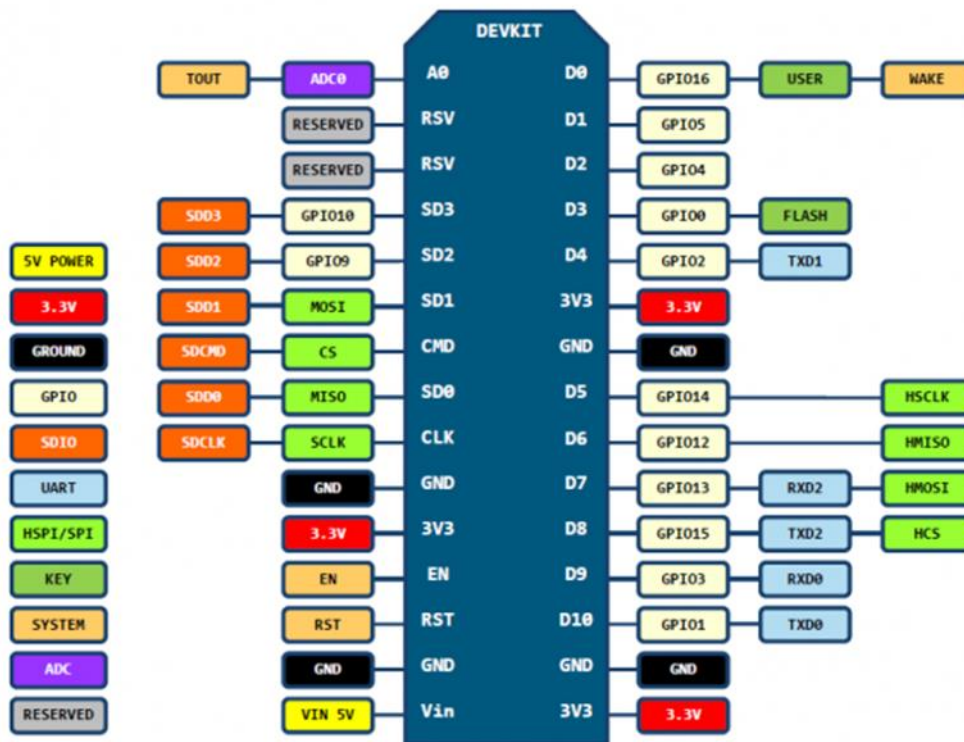 DEVKIT
TOUT ADC0 A0 D0 GPIO16 USER WAKE
RESERVED RSV D1 GPIO5
RESERVED RSV D2 GPIO4
SDD3 GPIO10 SD3 D3 GPIO0 FLASH
5V POWER SDD2 GPIO9 SD2 D4 GPIO2 TXD1
3.3V SDD1 MOSI SD1 3V3 3.3V
GROUND SDCMD CS CMD GND GND
GPIO SDD0 MISO SD0 D5 GPIO14 HSCLK
SDIO SDCLK SCLK CLK D6 GPIO12 HMISO
UART GND GND D7 GPIO13 RXD2 HMOSI
HSPI/SPI 3.3V 3V3 D8 GPIO15 TXD2 HCS
KEY EN EN D9 GPIO3 RXD0
SYSTEM RST RST D10 GPIO1 TXD0
ADC GND GND GND GND
RESERVED VIN 5V Vin 3V3 3.3V